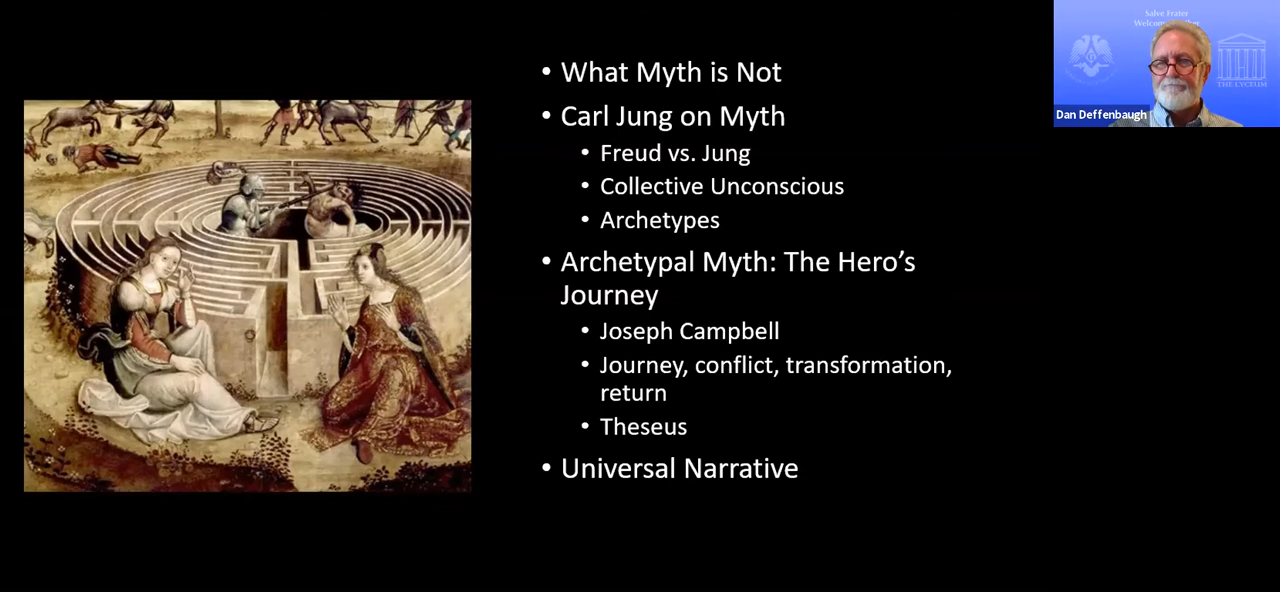 • What Myth is Not
• Carl Jung on Myth
• Freud vs. Jung
• Collective Unconscious
• Archetypes
• Archetypal Myth: The Hero’s
Journey
• Joseph Campbell
• Journey, conflict, transformation,
return
• Theseus
• Universal Narrative
Salve Frater
THE LYCEUM
Dan Deffenbaugh